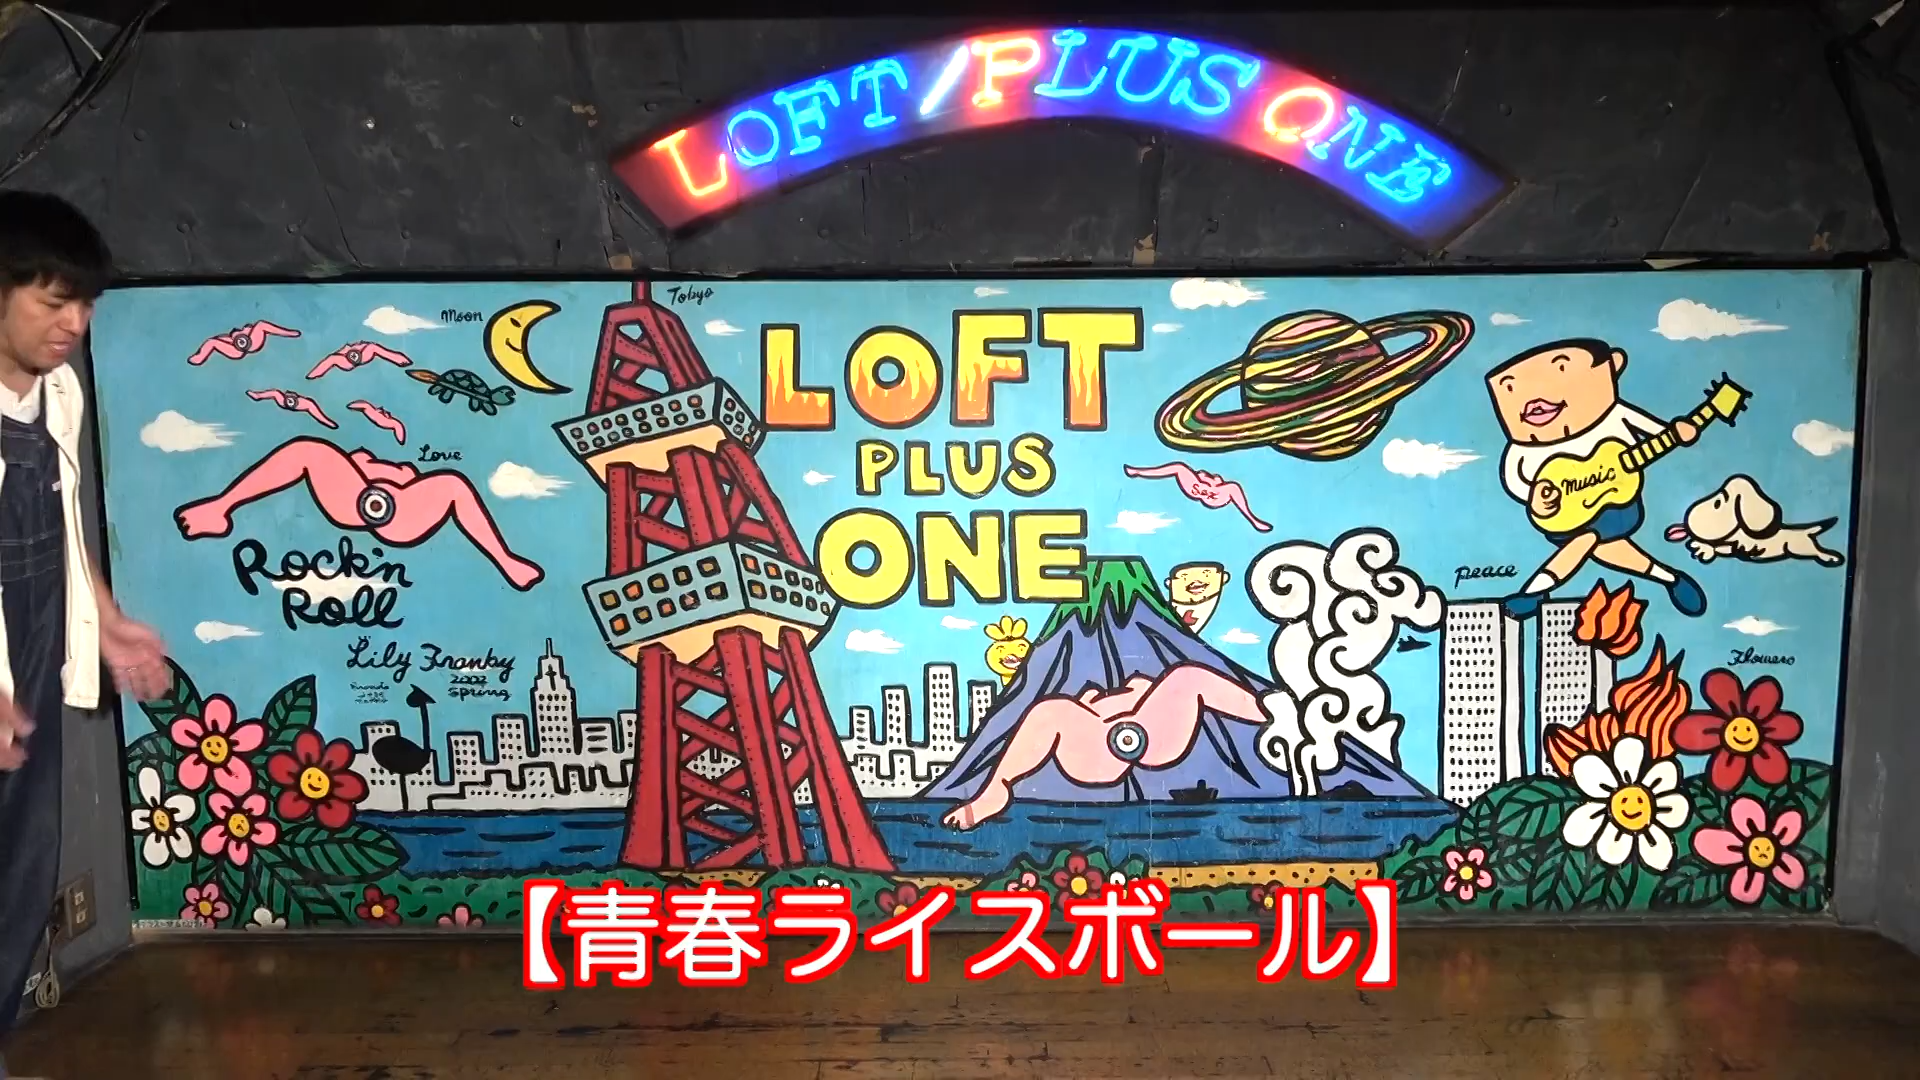 LOFT/PLUS ONE
Tokyo
Moon
LOFT
PLUS
ONE
Love
Music
Sex
Rock'n
Roll
peace
Lily Franky
2002
Spring
Flowers
【青春ライスボール】